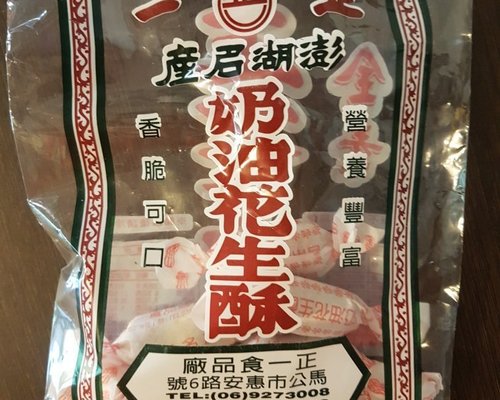 澎湖名產
營養豐富
奶油花生酥
香脆可口
正一食品廠
馬公市惠安路6號
TEL:(06)9273008